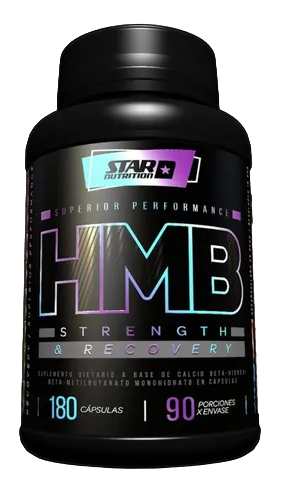 STAR
NUTRITION
SUPERIOR PERFORMANCE
HMB
STRENGTH
& RECOVERY
SUPLEMENTO DIETARIO A BASE DE CALCIO BETA-HIDROXI
BETA-METILBUTARATO MONOHIDRATO EN CÁPSULAS
180 CÁPSULAS
90 PORCIONES
X ENVASE